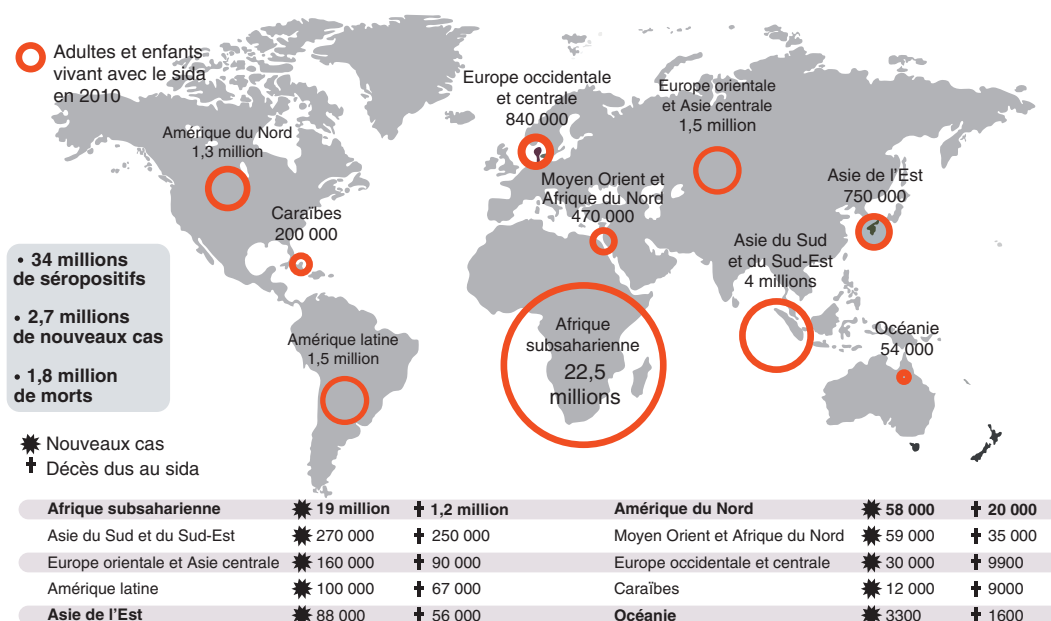 Adultes et enfants
vivant avec le sida
en 2010
Amérique du Nord
1,3 million
Caraïbes
200 000
Europe occidentale
et centrale
840 000
Europe orientale
et Asie centrale
1,5 million
Moyen Orient et
Afrique du Nord
470 000
Asie de l'Est
750 000
Asie du Sud
et du Sud-Est
4 millions
Amérique latine
1,5 million
Afrique
subsaharienne
22,5
millions
Océanie
54 000
• 34 millions
de séropositifs
• 2,7 millions
de nouveaux cas
• 1,8 million
de morts
Nouveaux cas
Décès dus au sida
Afrique subsaharienne 19 million 1,2 million Amérique du Nord 58 000 20 000
Asie du Sud et du Sud-Est 270 000 250 000 Moyen Orient et Afrique du Nord 59 000 35 000
Europe orientale et Asie centrale 160 000 90 000 Europe occidentale et centrale 30 000 9900
Amérique latine 100 000 67 000 Caraïbes 12 000 9000
Asie de l'Est 88 000 56 000 Océanie 3300 1600